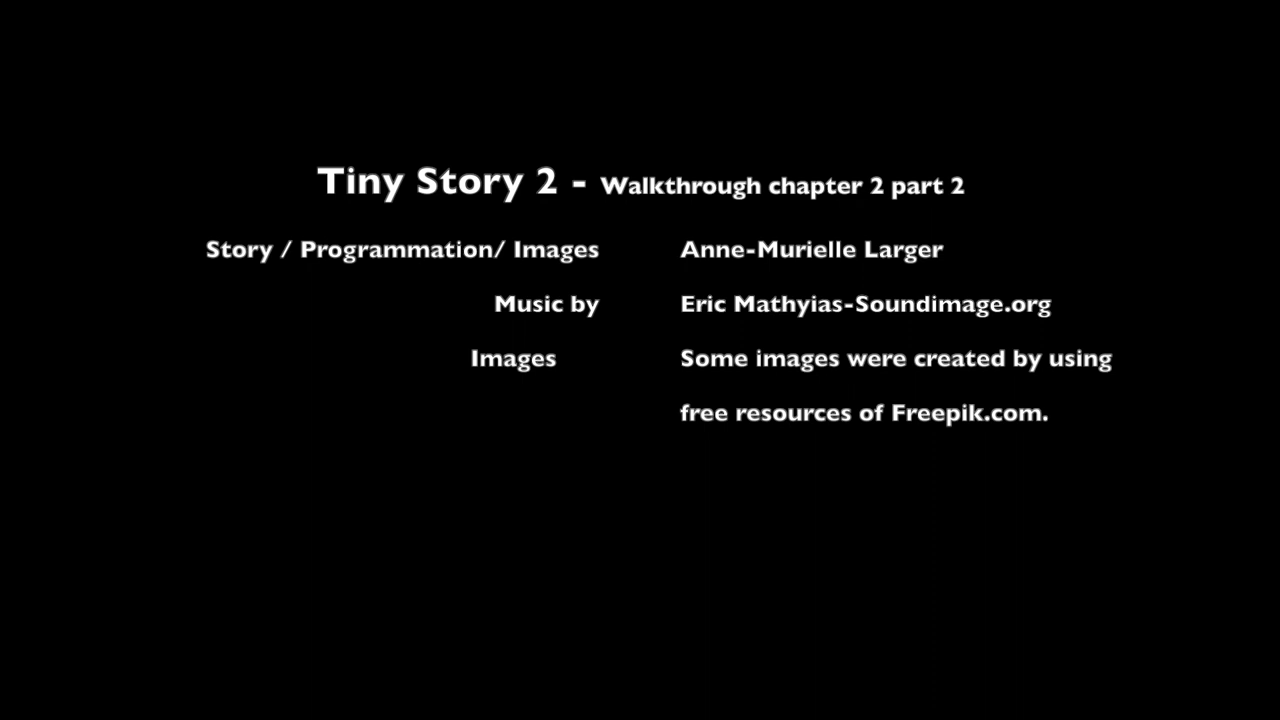 Tiny Story 2 - Walkthrough chapter 2 part 2
Story / Programmation/ Images Anne-Murielle Larger
Music by Eric Mathyias-Soundimage.org
Images Some images were created by using
free resources of Freepik.com.